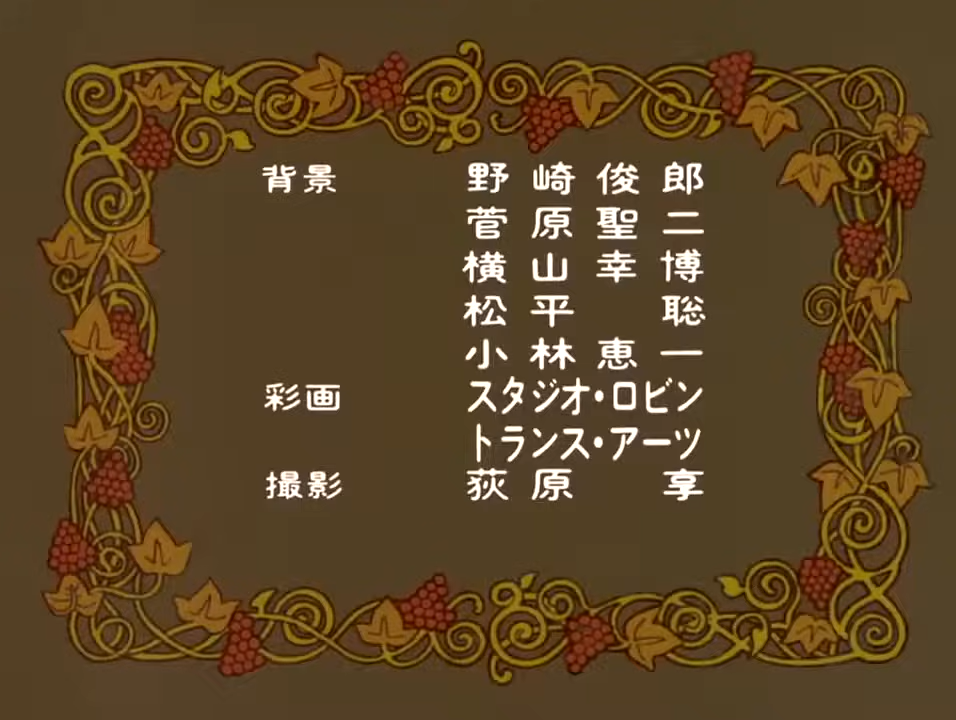 背景 野崎俊郎
菅原聖二
横山幸博
松平 聡
小林恵一
彩画 スタジオ・ロビン
トランス・アーツ
撮影 荻原 享